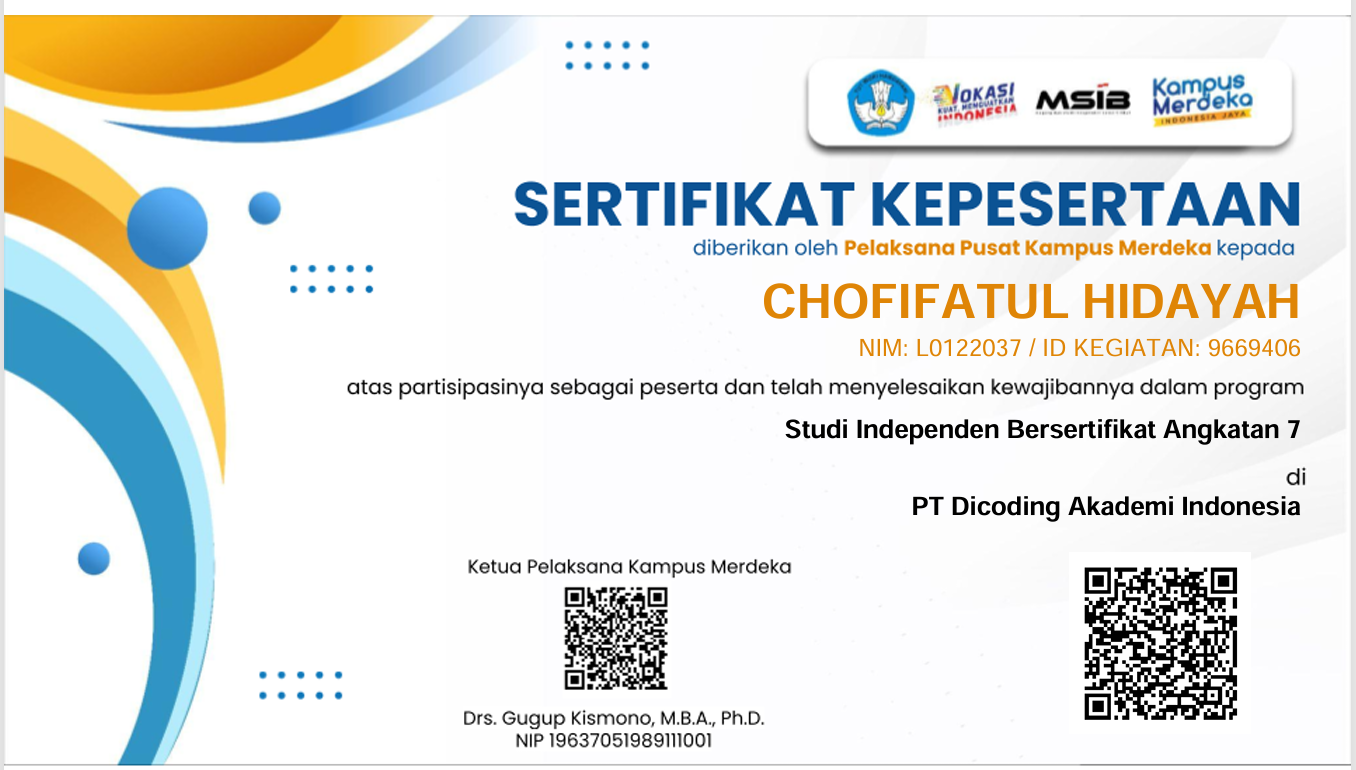 VOKASI
KUAT, MENGUATKAN
INDONESIA
MSIB
Kampus
Merdeka
INDONESIA JAYA
SERTIFIKAT KEPESERTAAN
diberikan oleh Pelaksana Pusat Kampus Merdeka kepada
CHOFIFATUL HIDAYAH
NIM: L0122037 / ID KEGIATAN: 9669406
atas partisipasinya sebagai peserta dan telah menyelesaikan kewajibannya dalam program
Studi Independen Bersertifikat Angkatan 7
di
PT Dicoding Akademi Indonesia
Ketua Pelaksana Kampus Merdeka
Drs. Gugup Kismono, M.B.A., Ph.D.
NIP 19637051989111001